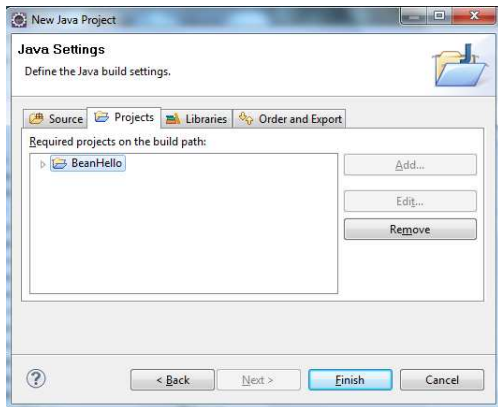 New Java Project
Java Settings
Define the Java build settings.
Source Projects Libraries Order and Export
Required projects on the build path:
BeanHello
Add...
Edit...
Remove
? < Back Next > Finish Cancel